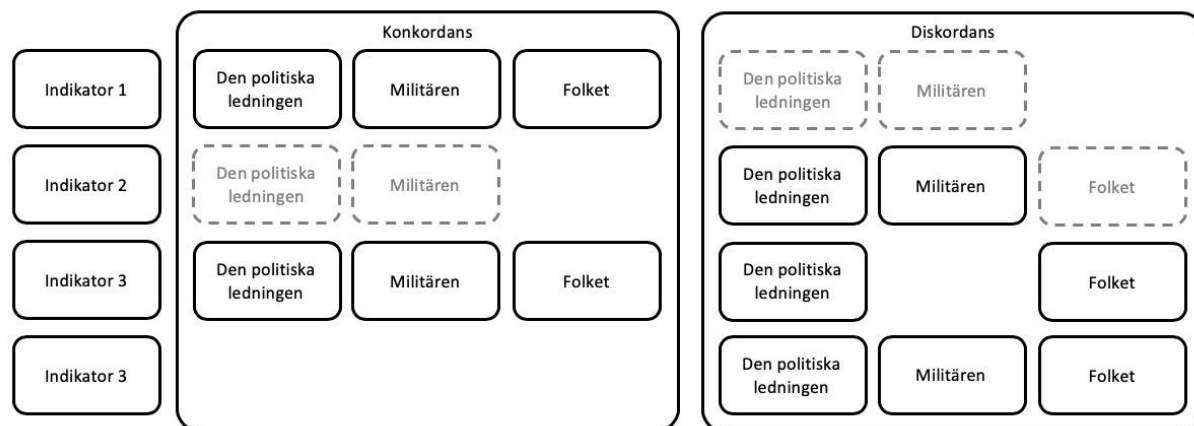 Konkordans
Diskordans
Indikator 1
Den politiska
ledningen
Militären
Folket
Den politiska
ledningen
Militären
Indikator 2
Den politiska
ledningen
Militären
Den politiska
ledningen
Militären
Folket
Indikator 3
Den politiska
ledningen
Militären
Folket
Den politiska
ledningen
Folket
Indikator 3
Den politiska
ledningen
Militären
Folket